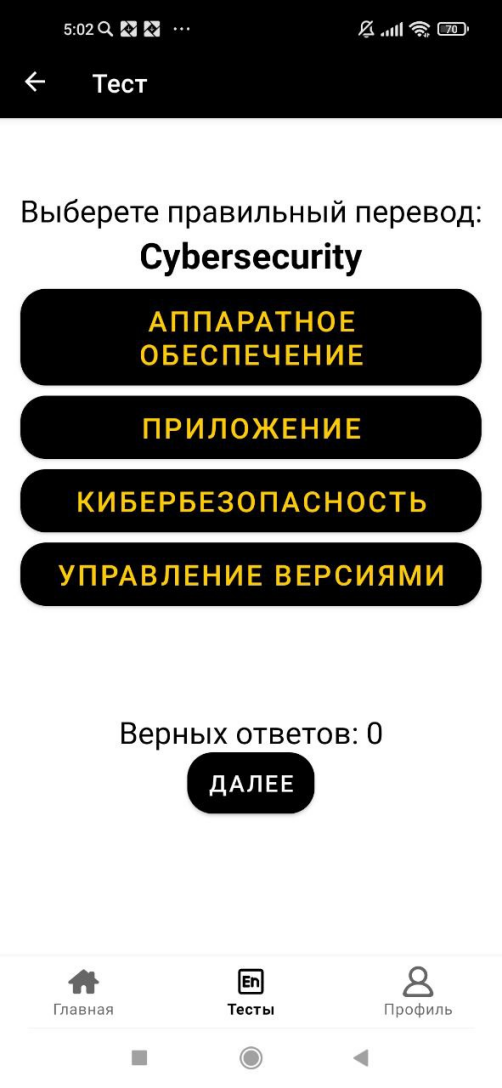 5:02
70
Тест
Выберете правильный перевод:
Cybersecurity
АППАРАТНОЕ
ОБЕСПЕЧЕНИЕ
ПРИЛОЖЕНИЕ
КИБЕРБЕЗОПАСНОСТЬ
УПРАВЛЕНИЕ ВЕРСИЯМИ
Верных ответов: 0
ДАЛЕЕ
En
Главная
Тесты
Профиль